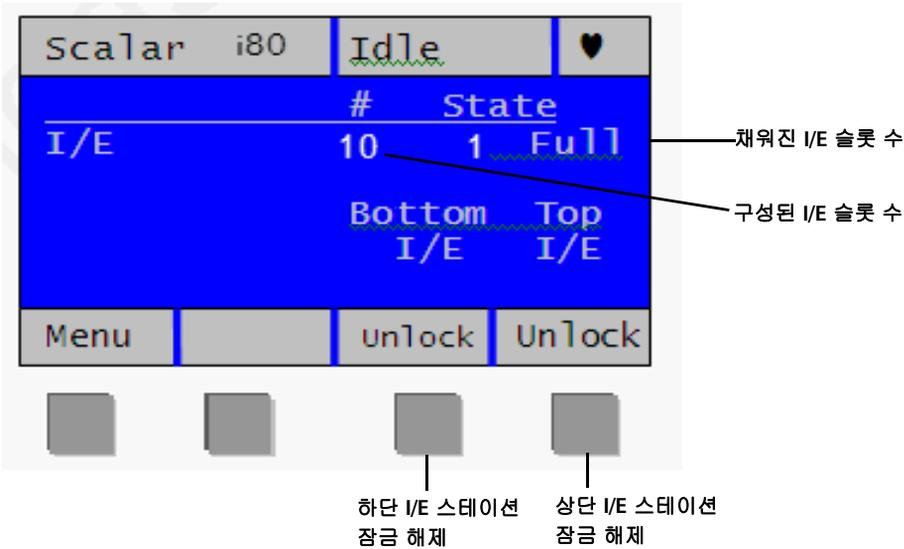 Scalar i80 Idle ♥
# State
I/E 10 1 Full
채워진 I/E 슬롯 수
구성된 I/E 슬롯 수
Bottom Top
I/E I/E
Menu Unlock Unlock
하단 I/E 스테이션
잠금 해제
상단 I/E 스테이션
잠금 해제